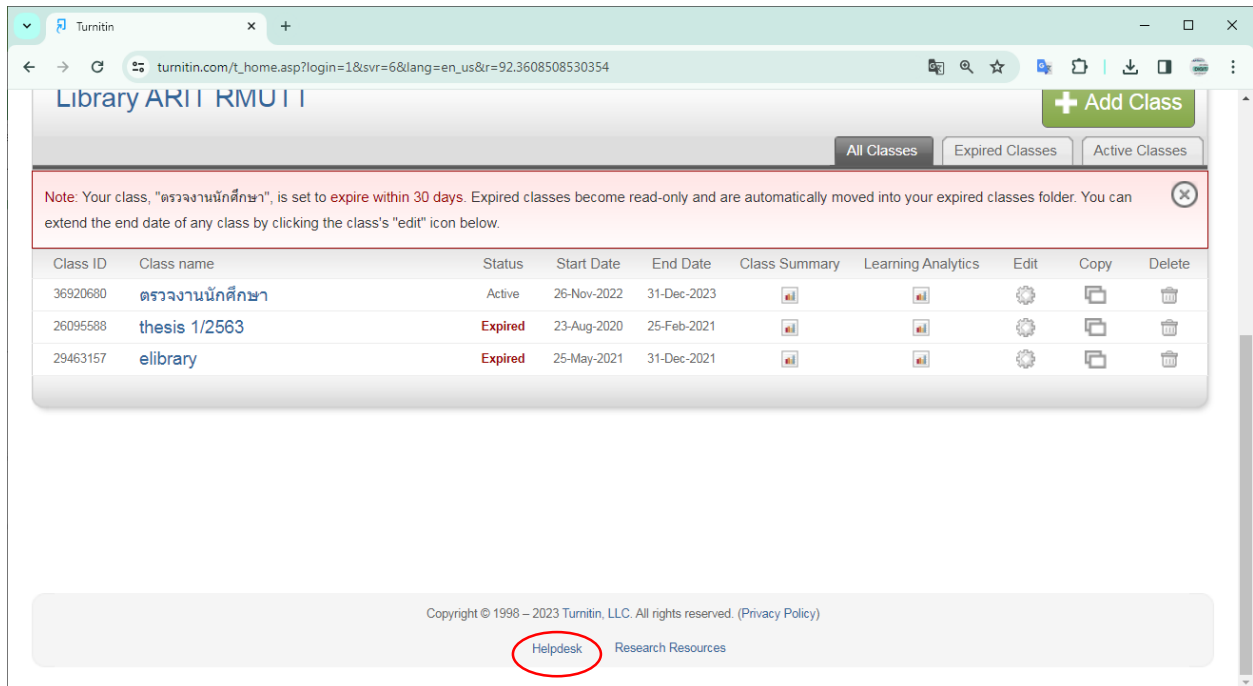 Turnitin
turnitin.com/t_home.asp?login=1&svr=6&lang=en_us&r=92.3608508530354
Library ARIT RMUTT
Add Class
All Classes Expired Classes Active Classes
Note: Your class, "ตรวจงานนักศึกษา", is set to expire within 30 days. Expired classes become read-only and are automatically moved into your expired classes folder. You can
extend the end date of any class by clicking the class's "edit" icon below.
Class ID Class name Status Start Date End Date Class Summary Learning Analytics Edit Copy Delete
36920680 ตรวจงานนักศึกษา Active 26-Nov-2022 31-Dec-2023
26095588 thesis 1/2563 Expired 23-Aug-2020 25-Feb-2021
29463157 elibrary Expired 25-May-2021 31-Dec-2021
Copyright © 1998 – 2023 Turnitin, LLC. All rights reserved. (Privacy Policy)
Helpdesk Research Resources